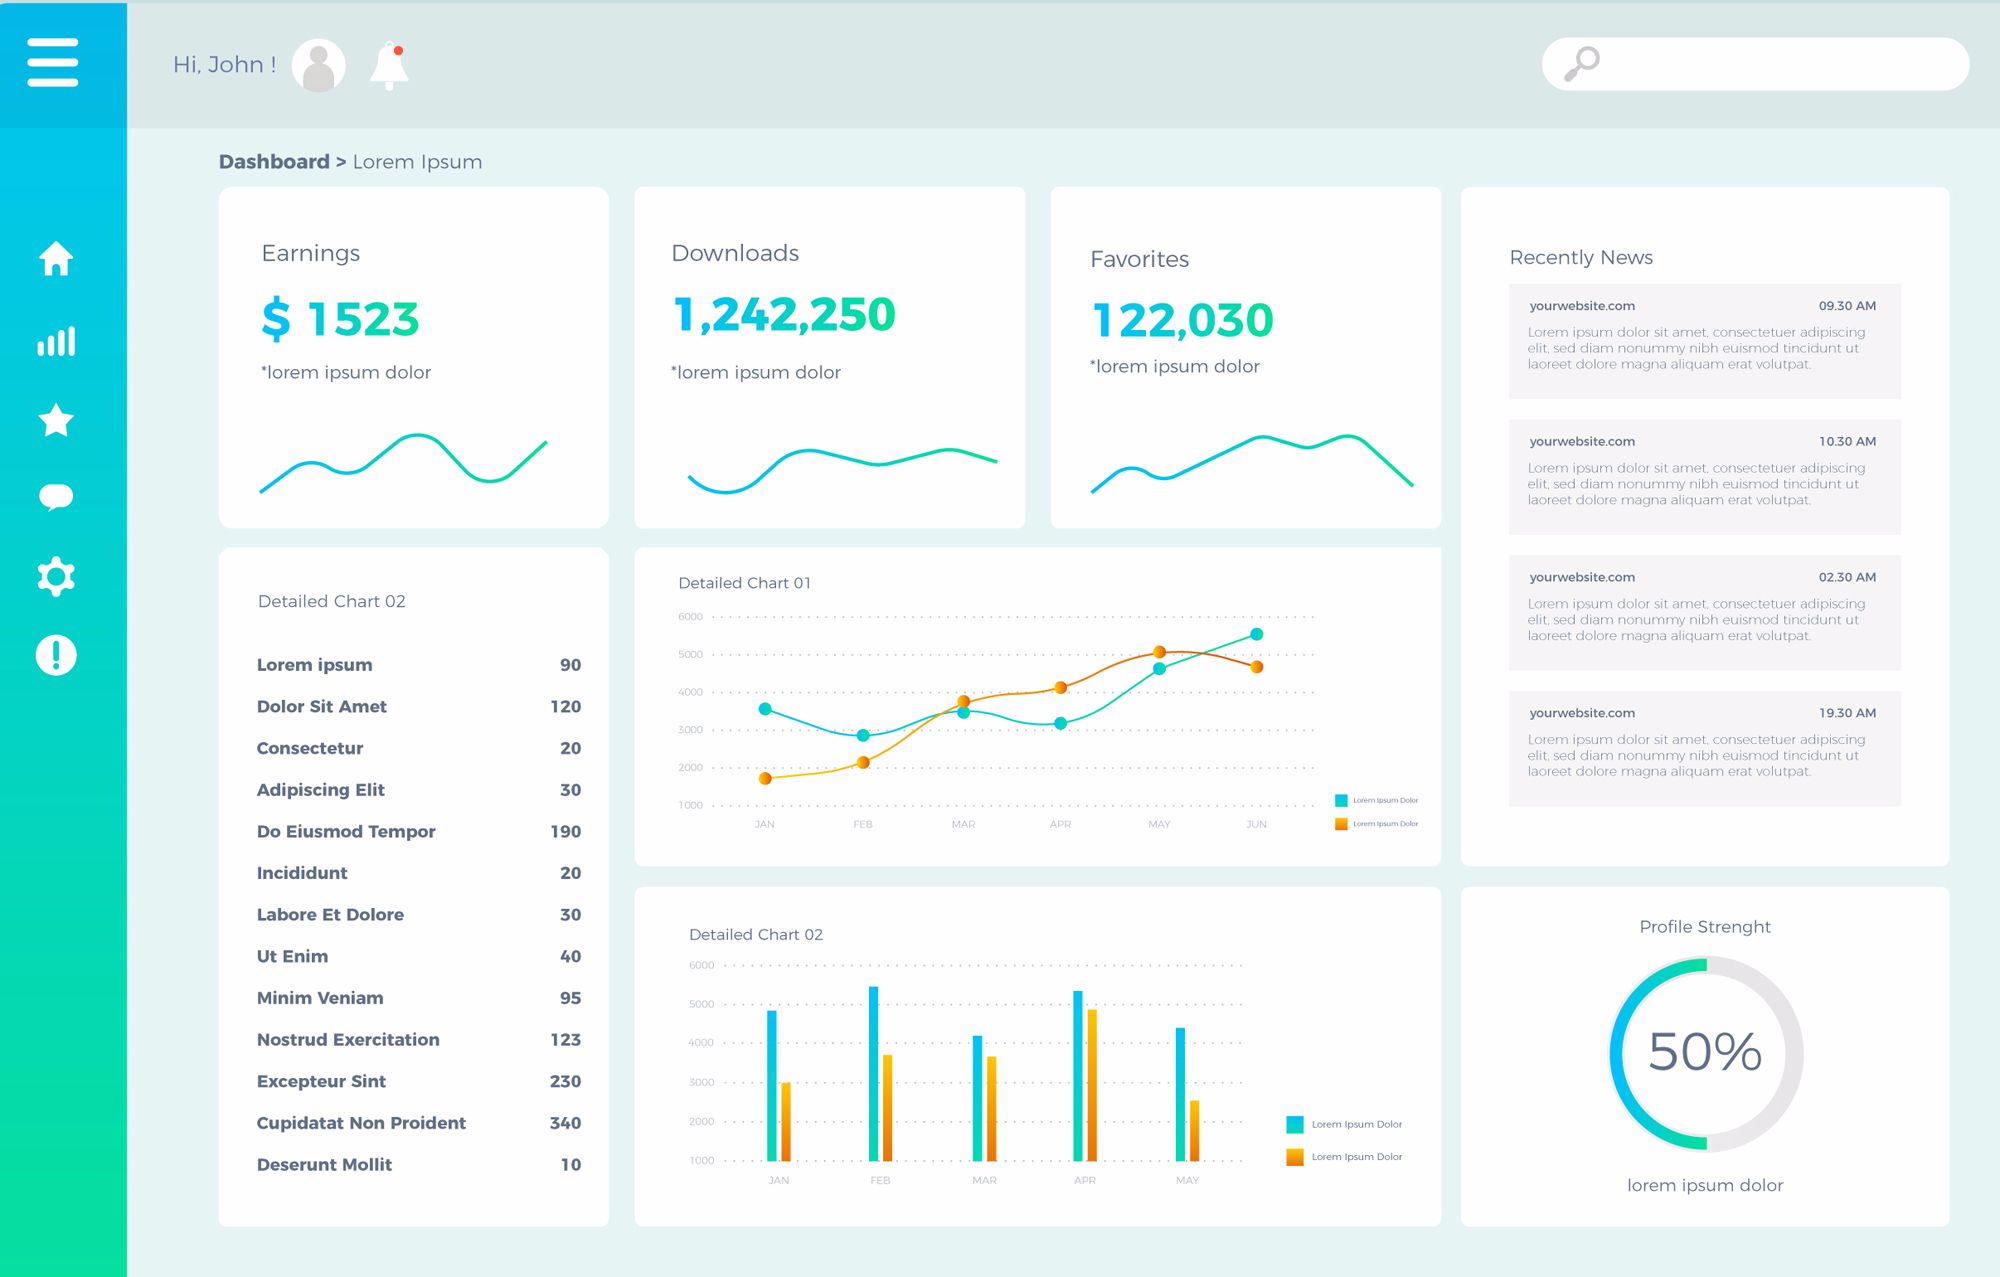 Hi, John !
Dashboard > Lorem Ipsum
Earnings
$ 1523
*lorem ipsum dolor
Downloads
1,242,250
*lorem ipsum dolor
Favorites
122,030
*lorem ipsum dolor
Recently News
yourwebsite.com 09.30 AM
Lorem ipsum dolor sit amet, consectetuer adipiscing
elit, sed diam nonummy nibh euismod tincidunt ut
laoreet dolore magna aliquam erat volutpat.
yourwebsite.com 10.30 AM
Lorem ipsum dolor sit amet, consectetuer adipiscing
elit, sed diam nonummy nibh euismod tincidunt ut
laoreet dolore magna aliquam erat volutpat.
yourwebsite.com 02.30 AM
Lorem ipsum dolor sit amet, consectetuer adipiscing
elit, sed diam nonummy nibh euismod tincidunt ut
laoreet dolore magna aliquam erat volutpat.
yourwebsite.com 19.30 AM
Lorem ipsum dolor sit amet, consectetuer adipiscing
elit, sed diam nonummy nibh euismod tincidunt ut
laoreet dolore magna aliquam erat volutpat.
Detailed Chart 02
Lorem ipsum 90
Dolor Sit Amet 120
Consectetur 20
Adipiscing Elit 30
Do Eiusmod Tempor 190
Incididunt 20
Labore Et Dolore 30
Ut Enim 40
Minim Veniam 95
Nostrud Exercitation 123
Excepteur Sint 230
Cupidatat Non Proident 340
Deserunt Mollit 10
Detailed Chart 01
6000
5000
4000
3000
2000
1000
JAN FEB MAR APR MAY JUN
Lorem Ipsum Dolor
Lorem Ipsum Dolor
Detailed Chart 02
6000
5000
4000
3000
2000
1000
JAN FEB MAR APR MAY
Lorem Ipsum Dolor
Lorem Ipsum Dolor
Profile Strenght
50%
lorem ipsum dolor